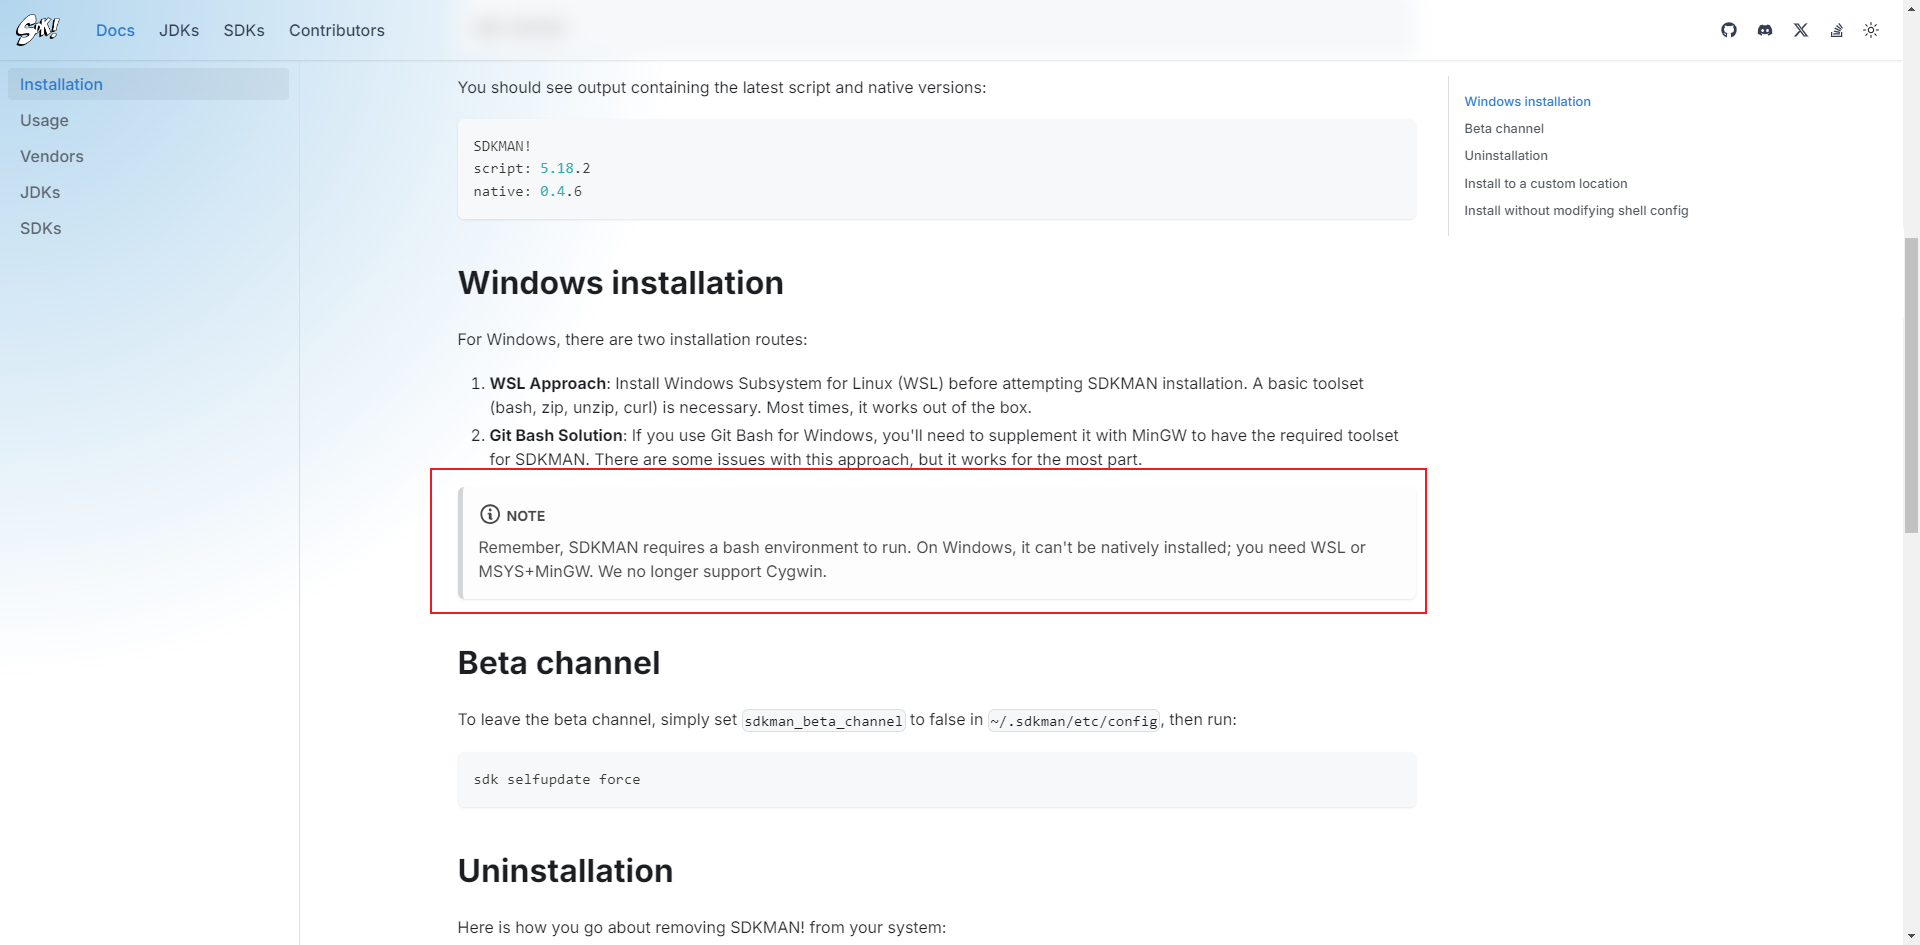 SDK!
Docs
JDKs
SDKs
Contributors
Installation
Usage
Vendors
JDKs
SDKs
You should see output containing the latest script and native versions:
SDKMAN!
script: 5.18.2
native: 0.4.6
Windows installation
For Windows, there are two installation routes:
1. WSL Approach: Install Windows Subsystem for Linux (WSL) before attempting SDKMAN installation. A basic toolset
(bash, zip, unzip, curl) is necessary. Most times, it works out of the box.
2. Git Bash Solution: If you use Git Bash for Windows, you'll need to supplement it with MinGW to have the required toolset
for SDKMAN. There are some issues with this approach, but it works for the most part.
NOTE
Remember, SDKMAN requires a bash environment to run. On Windows, it can't be natively installed; you need WSL or
MSYS+MinGW. We no longer support Cygwin.
Beta channel
To leave the beta channel, simply set sdkman_beta_channel to false in ~/.sdkman/etc/config, then run:
sdk selfupdate force
Uninstallation
Here is how you go about removing SDKMAN! from your system:
Windows installation
Beta channel
Uninstallation
Install to a custom location
Install without modifying shell config